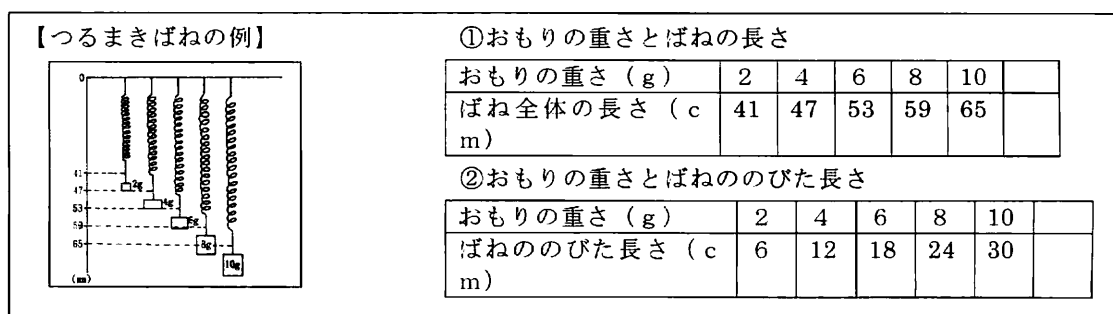 【つるまきばねの例】
0
41
47
53
59
65
(mm)
2g
4g
6g
8g
10g
①おもりの重さとばねの長さ
おもりの重さ（g） 2 4 6 8 10
ばね全体の長さ（c
m） 41 47 53 59 65
②おもりの重さとばねののびた長さ
おもりの重さ（g） 2 4 6 8 10
ばねののびた長さ（c
m） 6 12 18 24 30